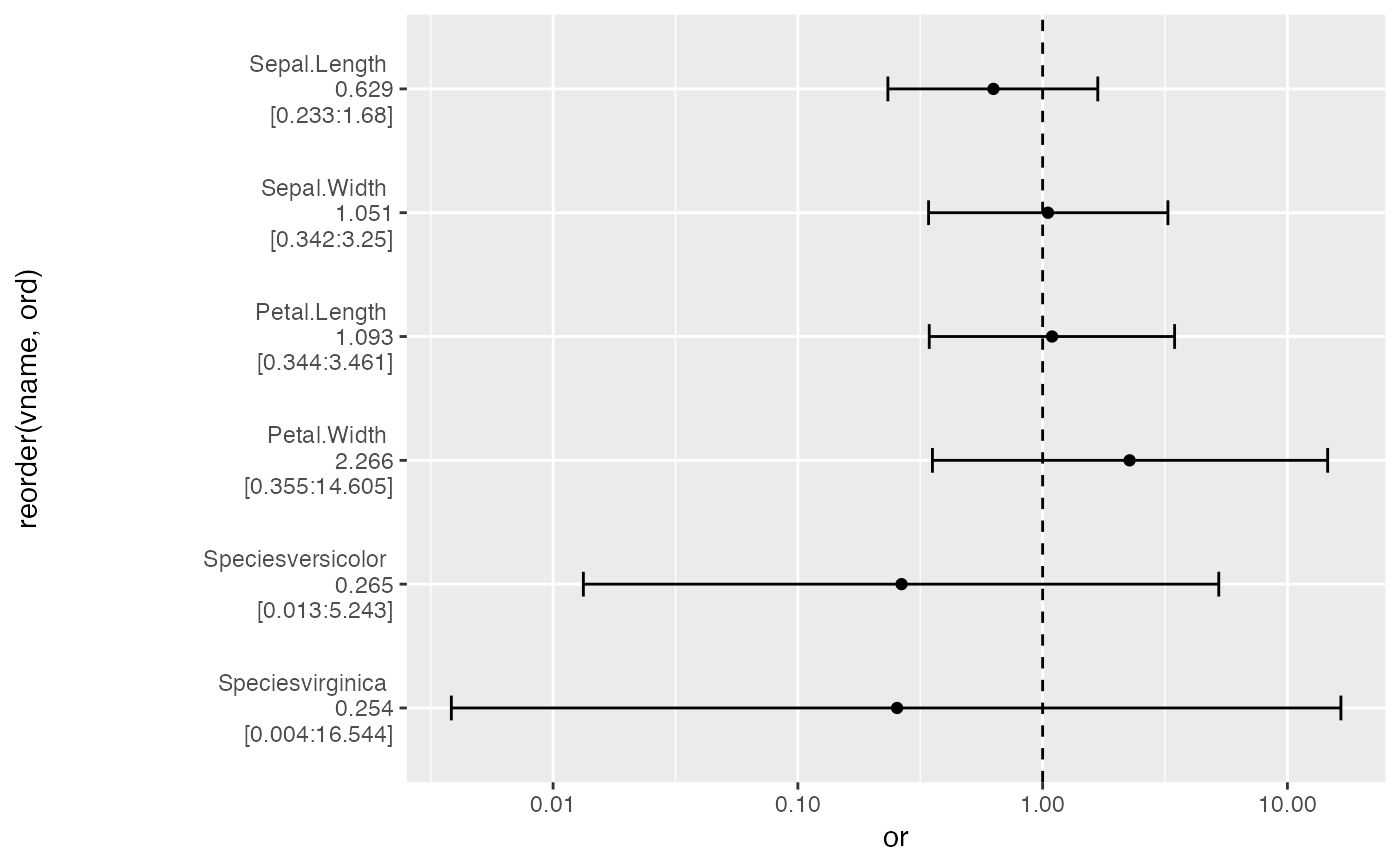 reorder(vname, ord)
Sepal.Length
0.629
[0.233:1.68]
Sepal.Width
1.051
[0.342:3.25]
Petal.Length
1.093
[0.344:3.461]
Petal.Width
2.266
[0.355:14.605]
Speciesversicolor
0.265
[0.013:5.243]
Speciesvirginica
0.254
[0.004:16.544]
0.01 0.10 1.00 10.00
or